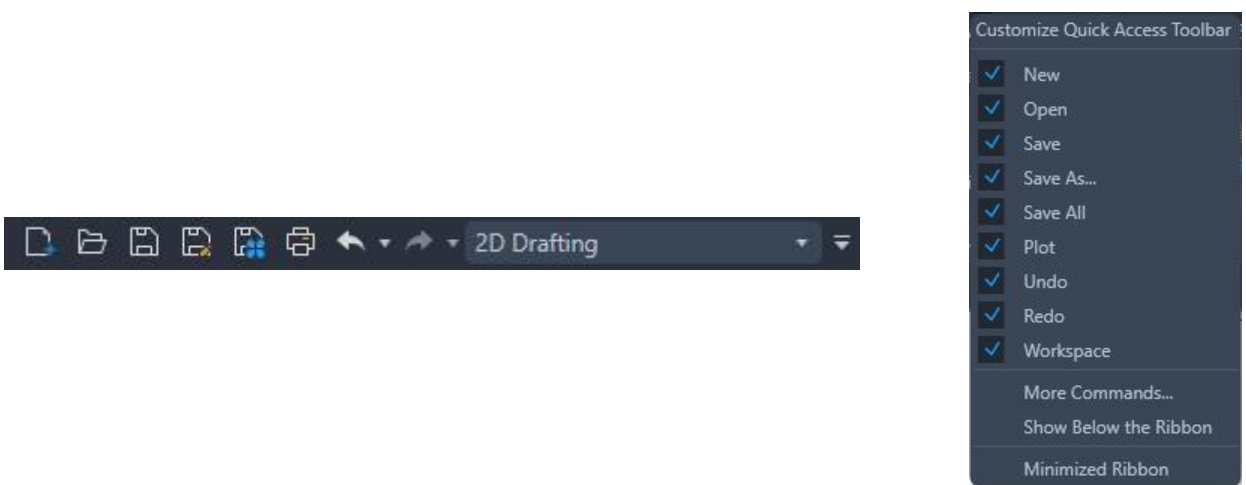 2D Drafting
Customize Quick Access Toolbar
New
Open
Save
Save As...
Save All
Plot
Undo
Redo
Workspace
More Commands...
Show Below the Ribbon
Minimized Ribbon